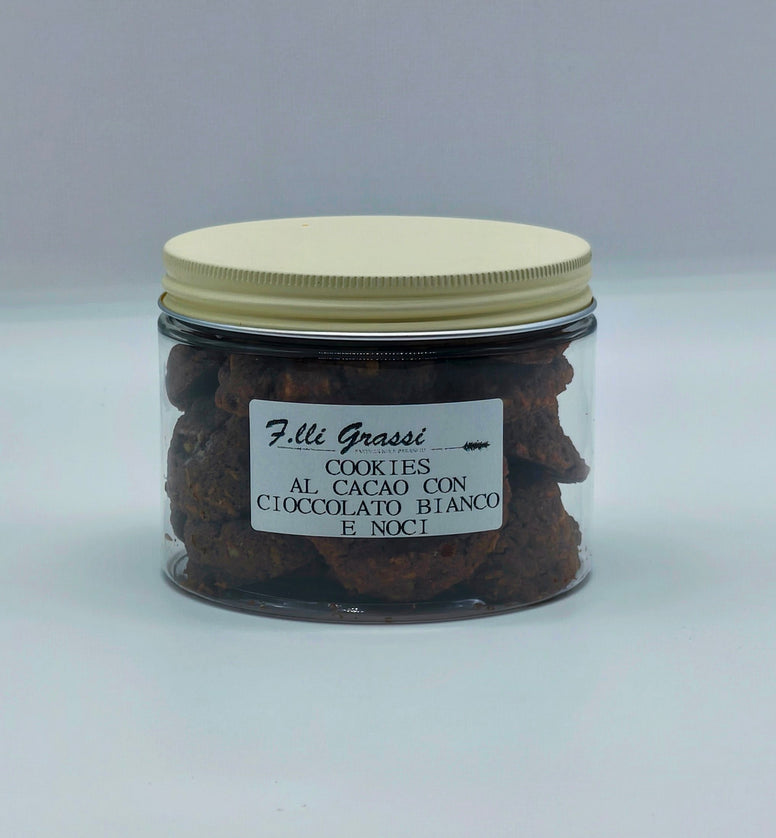 F.lli Grassi
COOKIES
AL CACAO CON
CIOCCOLATO BIANCO
E NOCI